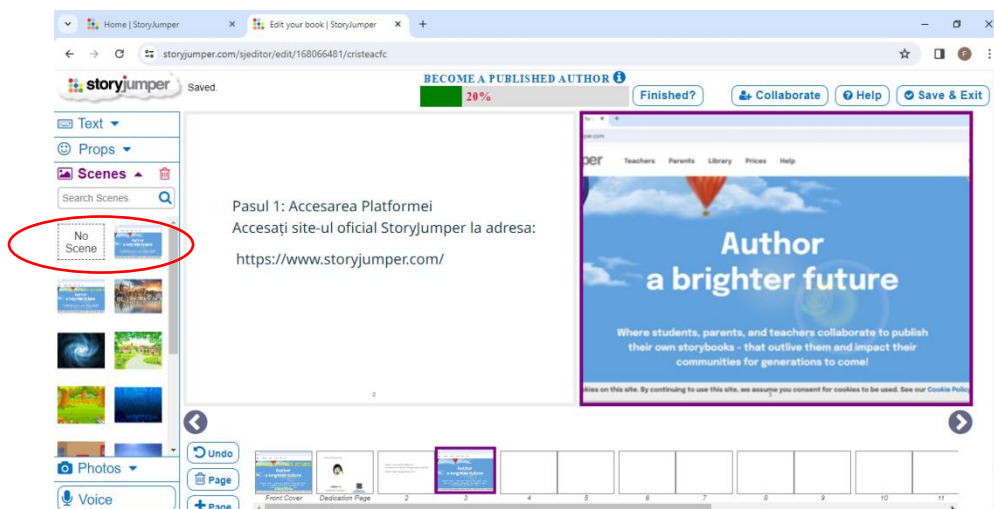 Home | StoryJumper
Edit your book | StoryJumper
storyjumper.com/sjeditor/edit/168066481/cristeacfc
F
storyjumper
Saved.
BECOME A PUBLISHED AUTHOR
20%
Finished?
Collaborate
Help
Save & Exit
Text
Props
Scenes
Search Scenes
No
Scene
Photos
Voice
Pasul 1: Accesarea Platformei
Accesați site-ul oficial StoryJumper la adresa:
https://www.storyjumper.com/
2
per
Teachers Parents Library Prices Help
Author
a brighter future
Where students, parents, and teachers collaborate to publish
their own storybooks - that outlive them and impact their
communities for generations to come!
kies on this site. By continuing to use this site, we assume you consent for cookies to be used. See our Cookie Policy
3
Undo
Page
Page
Front Cover Dedication Page 2 3 4 5 6 7 8 9 10 11